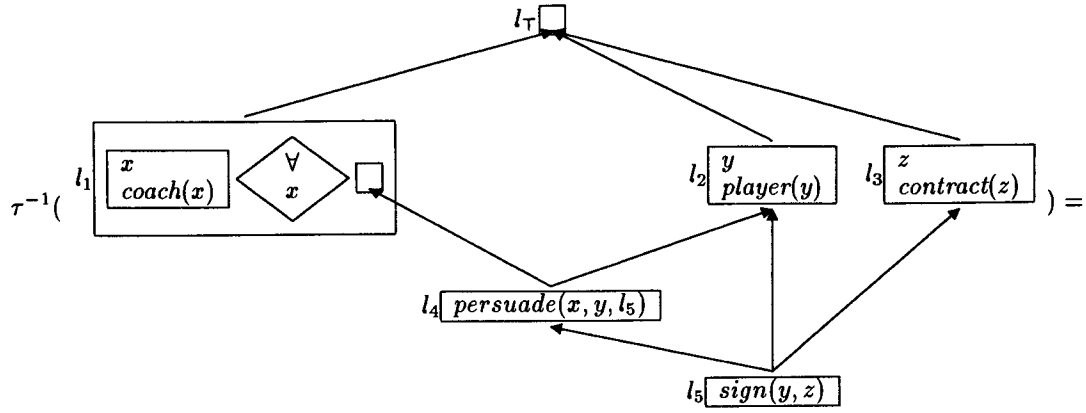 l⊤
l₁ x ∀ l₂ y l₃ z
coach(x) x player(y) contract(z)
τ⁻¹( ) =
l₄ persuade(x, y, l₅)
l₅ sign(y, z)